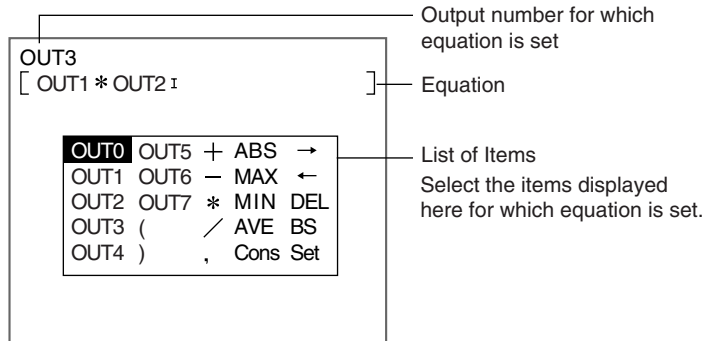 Output number for which
equation is set
OUT3
[ OUT1 * OUT2 ]
Equation
OUT0 OUT5 + ABS →
OUT1 OUT6 − MAX ←
OUT2 OUT7 * MIN DEL
OUT3 ( / AVE BS
OUT4 ) , Cons Set
List of Items
Select the items displayed
here for which equation is set.